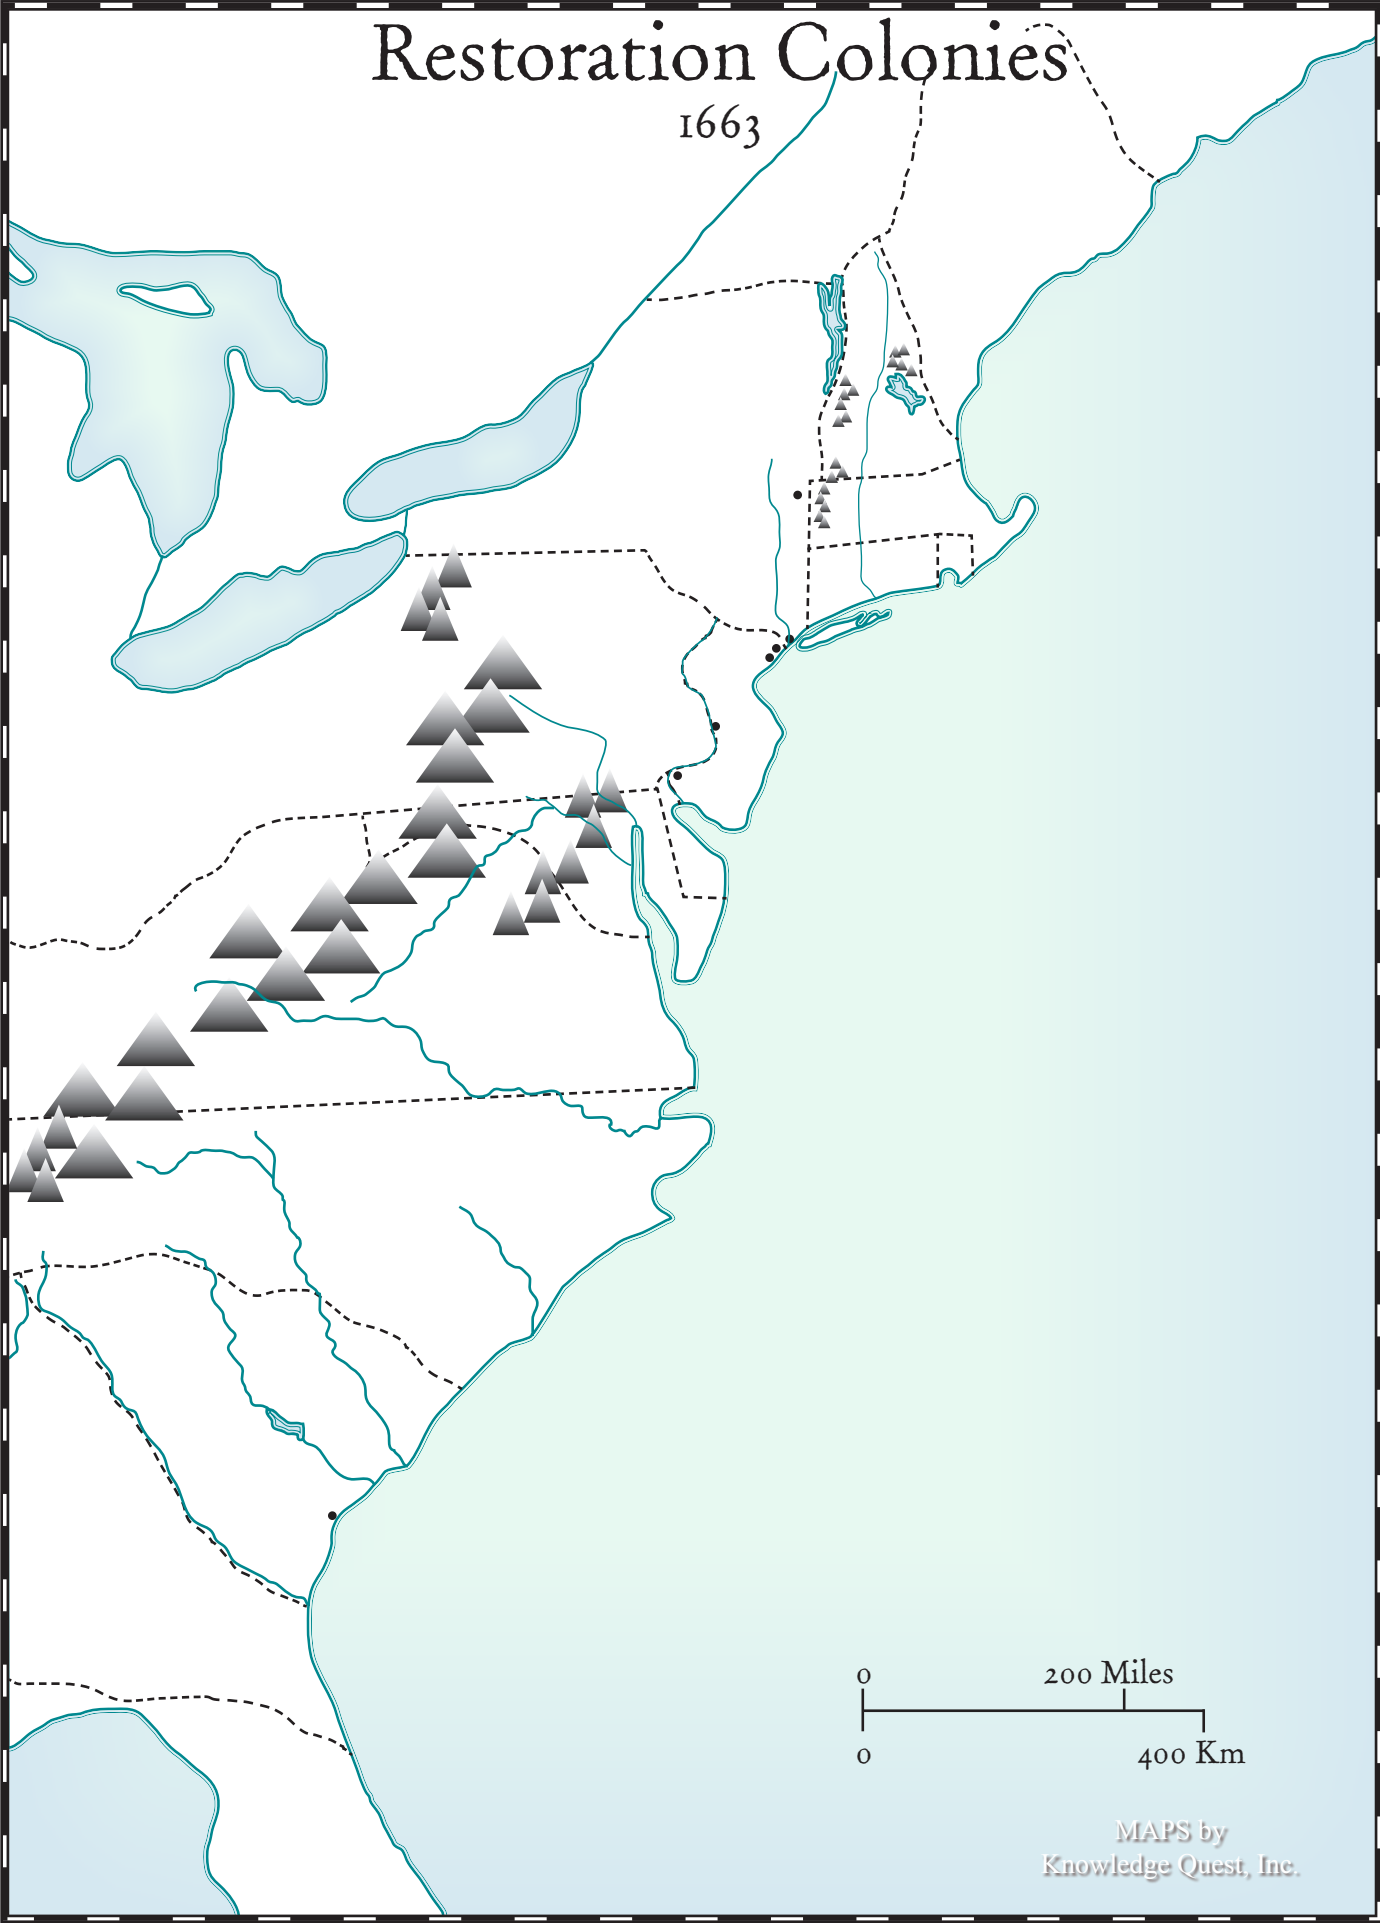 Restoration Colonies
1663
0
200 Miles
0
400 Km
MAPS by
Knowledge Quest, Inc.